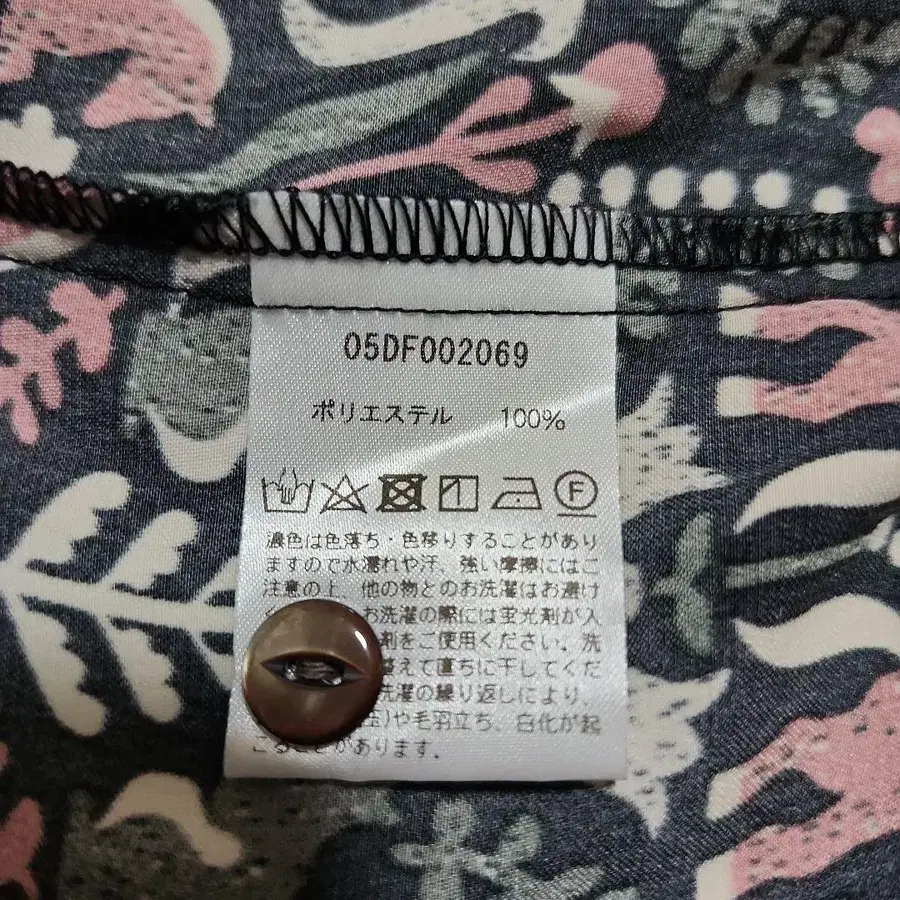 05DF002069
ポリエステル 100%
F
濃色は色落ち・色移りすることがあり
ますので水濡れや汗、強い摩擦にはご
注意の上、他の物とのお洗濯はお避け
く お洗濯の際には蛍光剤が入
剤をご使用ください。洗
えて直ちに干してくだ
洗濯の繰り返しにより、
)や毛羽立ち、白化が起
こることがあります。